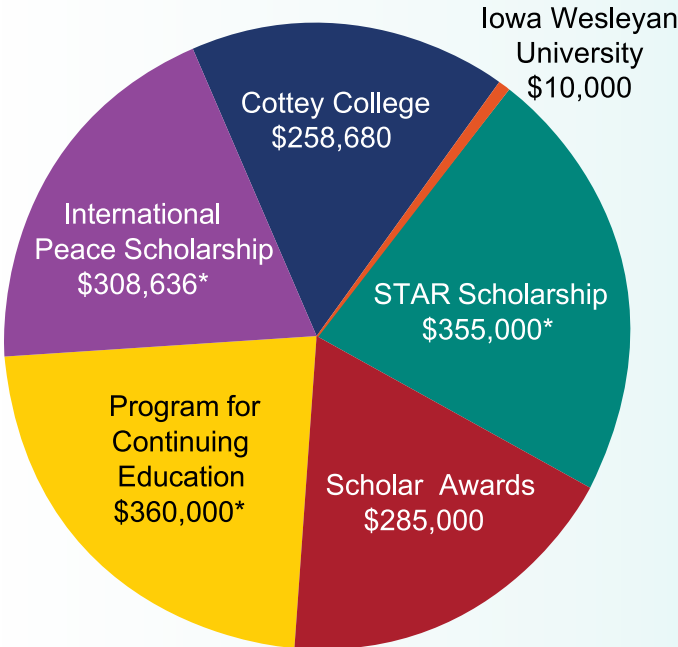 Iowa Wesleyan
University
$10,000
Cottey College
$258,680
International
Peace Scholarship
$308,636*
STAR Scholarship
$355,000*
Program for
Continuing
Education
$360,000*
Scholar Awards
$285,000